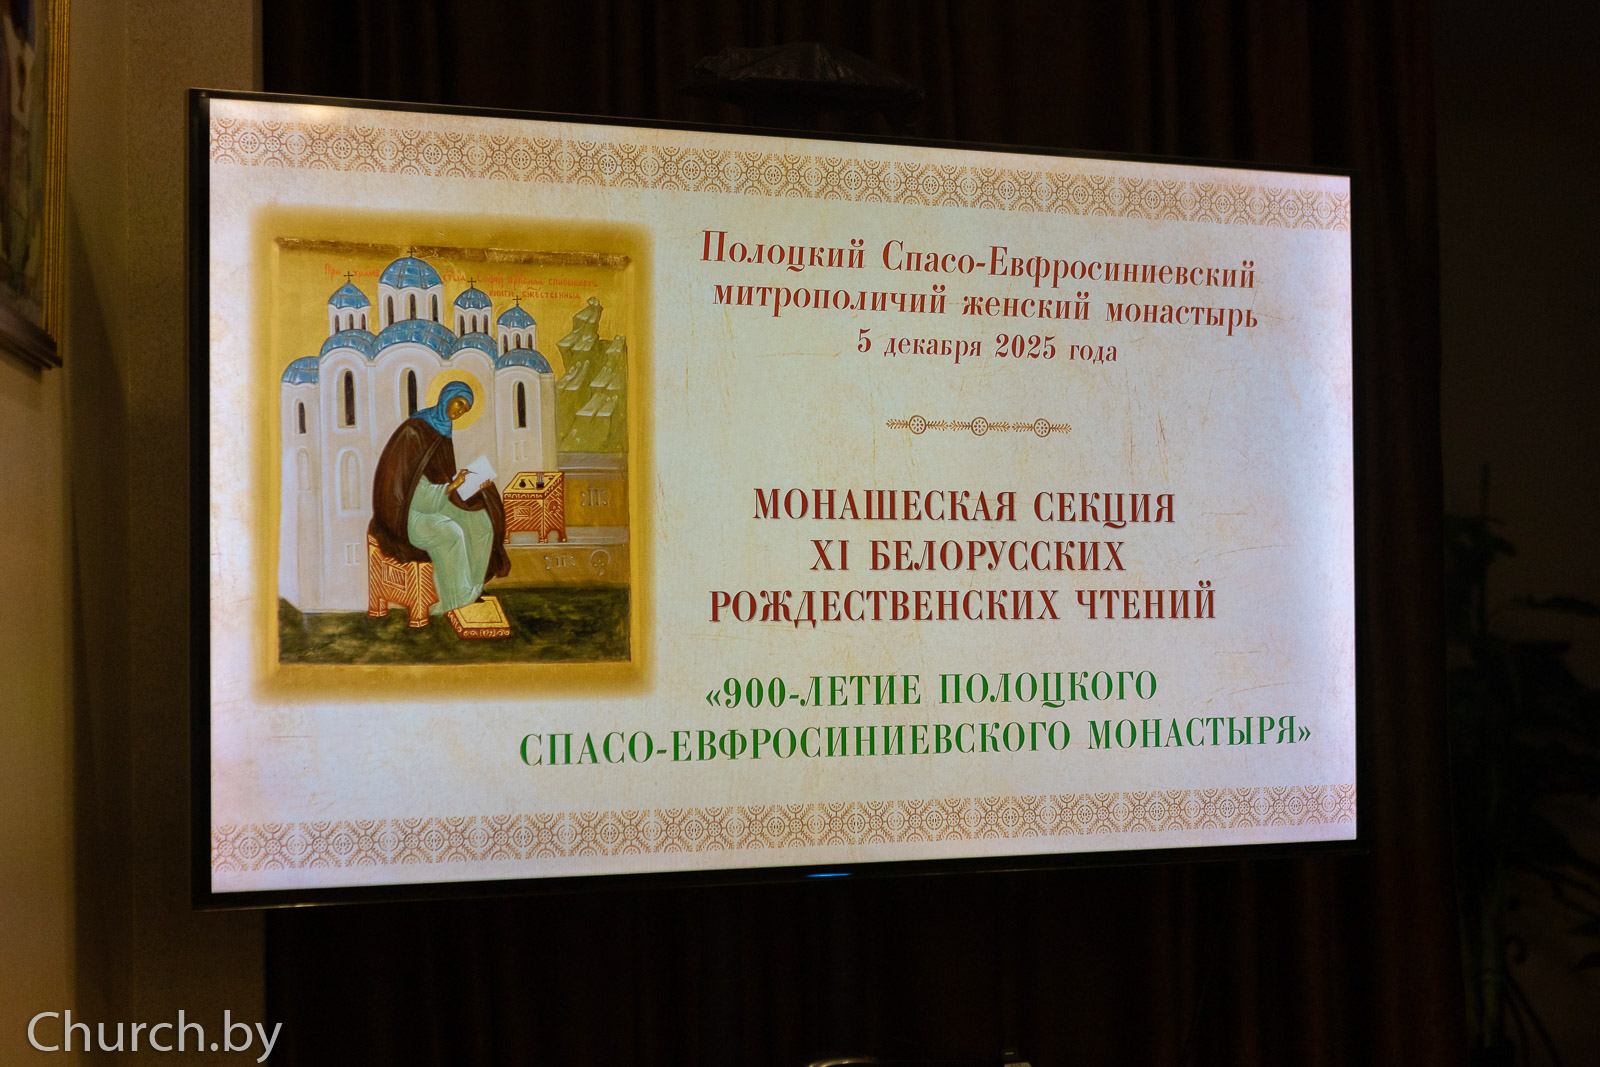 Полоцкий Спасо-Евфросиниевский
митрополичий женский монастырь
5 декабря 2025 года
МОНАШЕСКАЯ СЕКЦИЯ
XI БЕЛОРУССКИХ
РОЖДЕСТВЕНСКИХ ЧТЕНИЙ
«900-ЛЕТИЕ ПОЛОЦКОГО
СПАСО-ЕВФРОСИНИЕВСКОГО МОНАСТЫРЯ»
Church.by